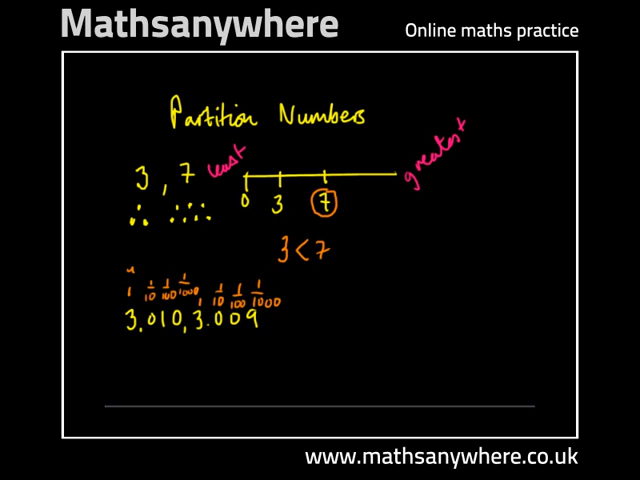 Mathsanywhere
Online maths practice
Partition Numbers
3 , 7 least greatest
0 3 7
3 < 7
1 1/10 1/100 1/1000 , 1 1/10 1/100 1/1000
3.010, 3.009
www.mathsanywhere.co.uk